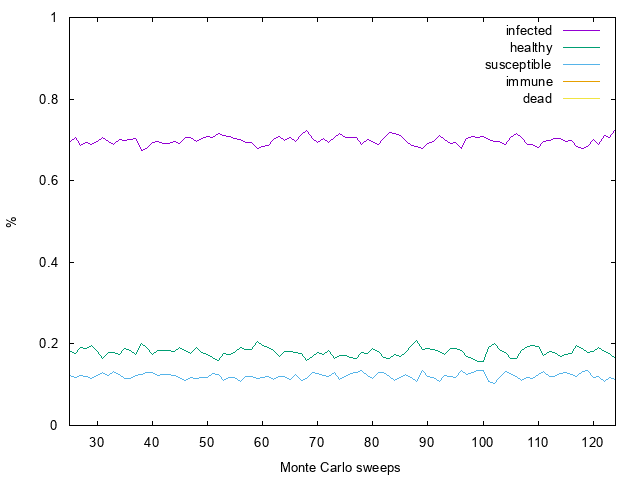 1
0.8
0.6
0.4
0.2
0
%
infected
healthy
susceptible
immune
dead
30 40 50 60 70 80 90 100 110 120
Monte Carlo sweeps